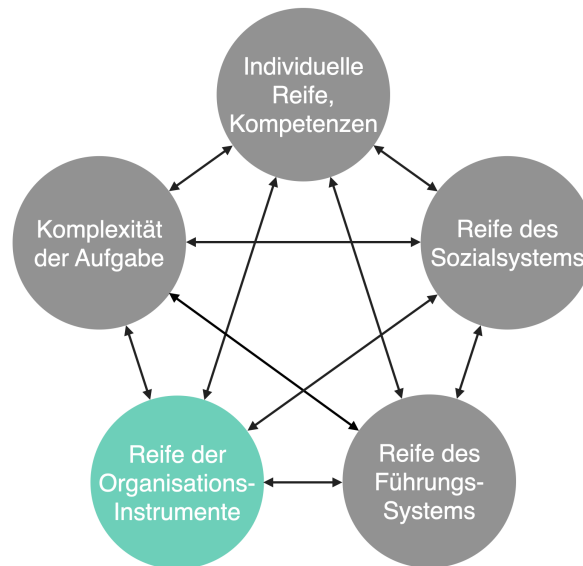 Individuelle
Reife,
Kompetenzen
Komplexität
der Aufgabe
Reife des
Sozialsystems
Reife der
Organisations-
Instrumente
Reife des
Führungs-
Systems